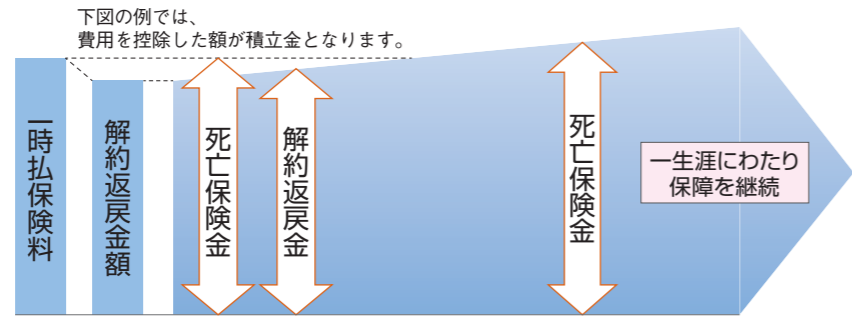 下図の例では、
費用を控除した額が積立金となります。
一時払保険料
解約返戻金額
死亡保険金
解約返戻金
死亡保険金
一生涯にわたり
保障を継続